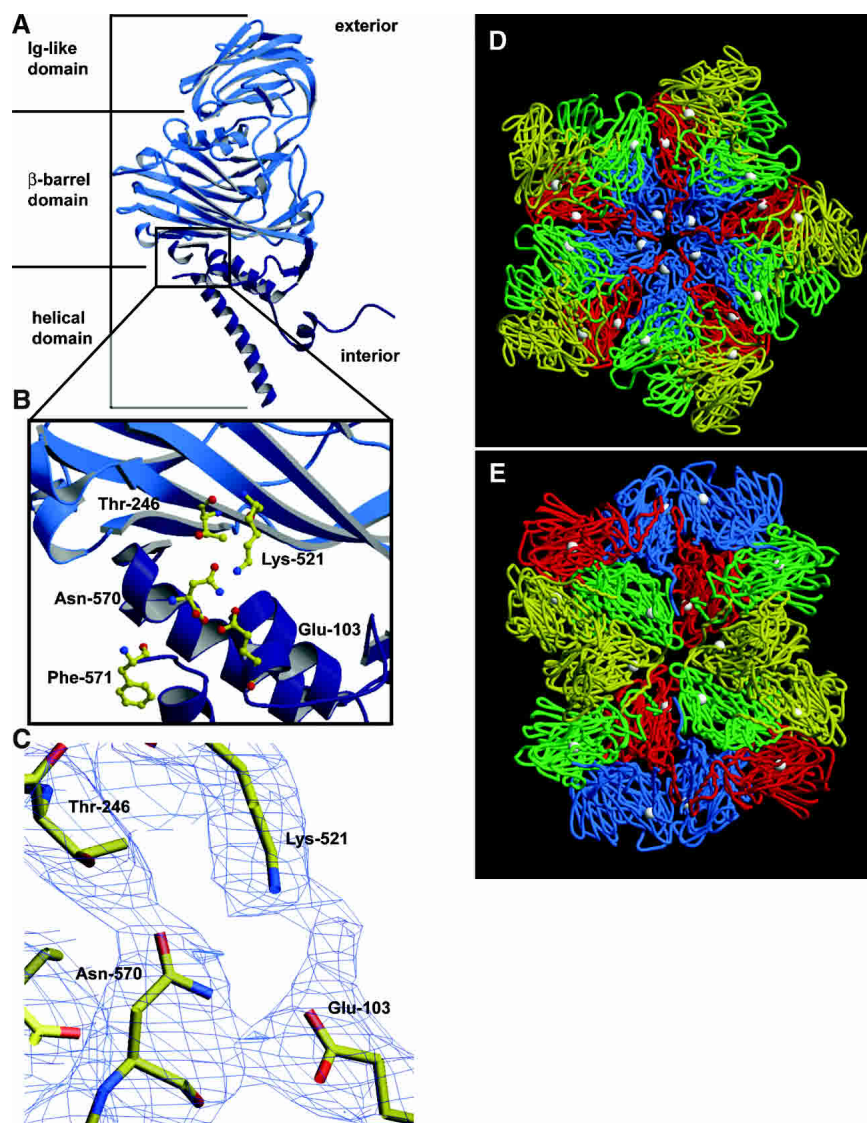 A
Ig-like
domain
exterior
β-barrel
domain
helical
domain
interior
B
Thr-246
Lys-521
Asn-570
Glu-103
Phe-571
C
Thr-246
Lys-521
Asn-570
Glu-103
D
E